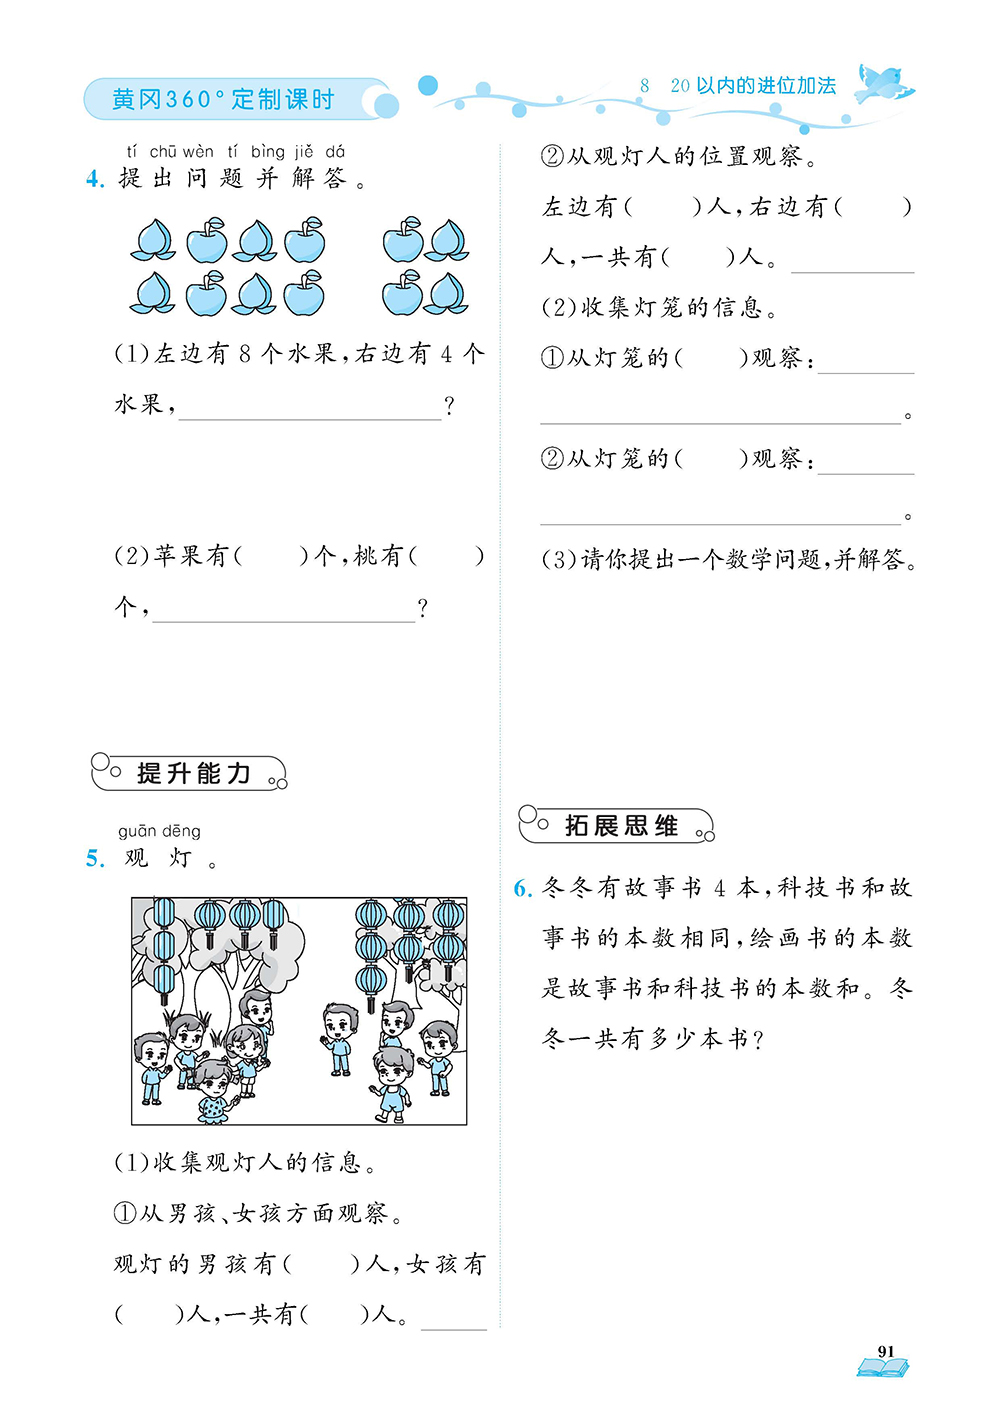 黄冈360°定制课时
8 20以内的进位加法
tí chū wèn tí bìng jiě dá
4. 提出问题并解答。
(1)左边有8个水果,右边有4个
水果,?
(2)苹果有( )个,桃有( )
个,?
提升能力
guān dēng
5. 观灯。
(1)收集观灯人的信息。
①从男孩、女孩方面观察。
观灯的男孩有( )人,女孩有
( )人,一共有( )人。
②从观灯人的位置观察。
左边有( )人,右边有( )
人,一共有( )人。
(2)收集灯笼的信息。
①从灯笼的( )观察:
。
②从灯笼的( )观察:
。
(3)请你提出一个数学问题,并解答。
拓展思维
6. 冬冬有故事书4本,科技书和故
事书的本数相同,绘画书的本数
是故事书和科技书的本数和。冬
冬一共有多少本书?
91